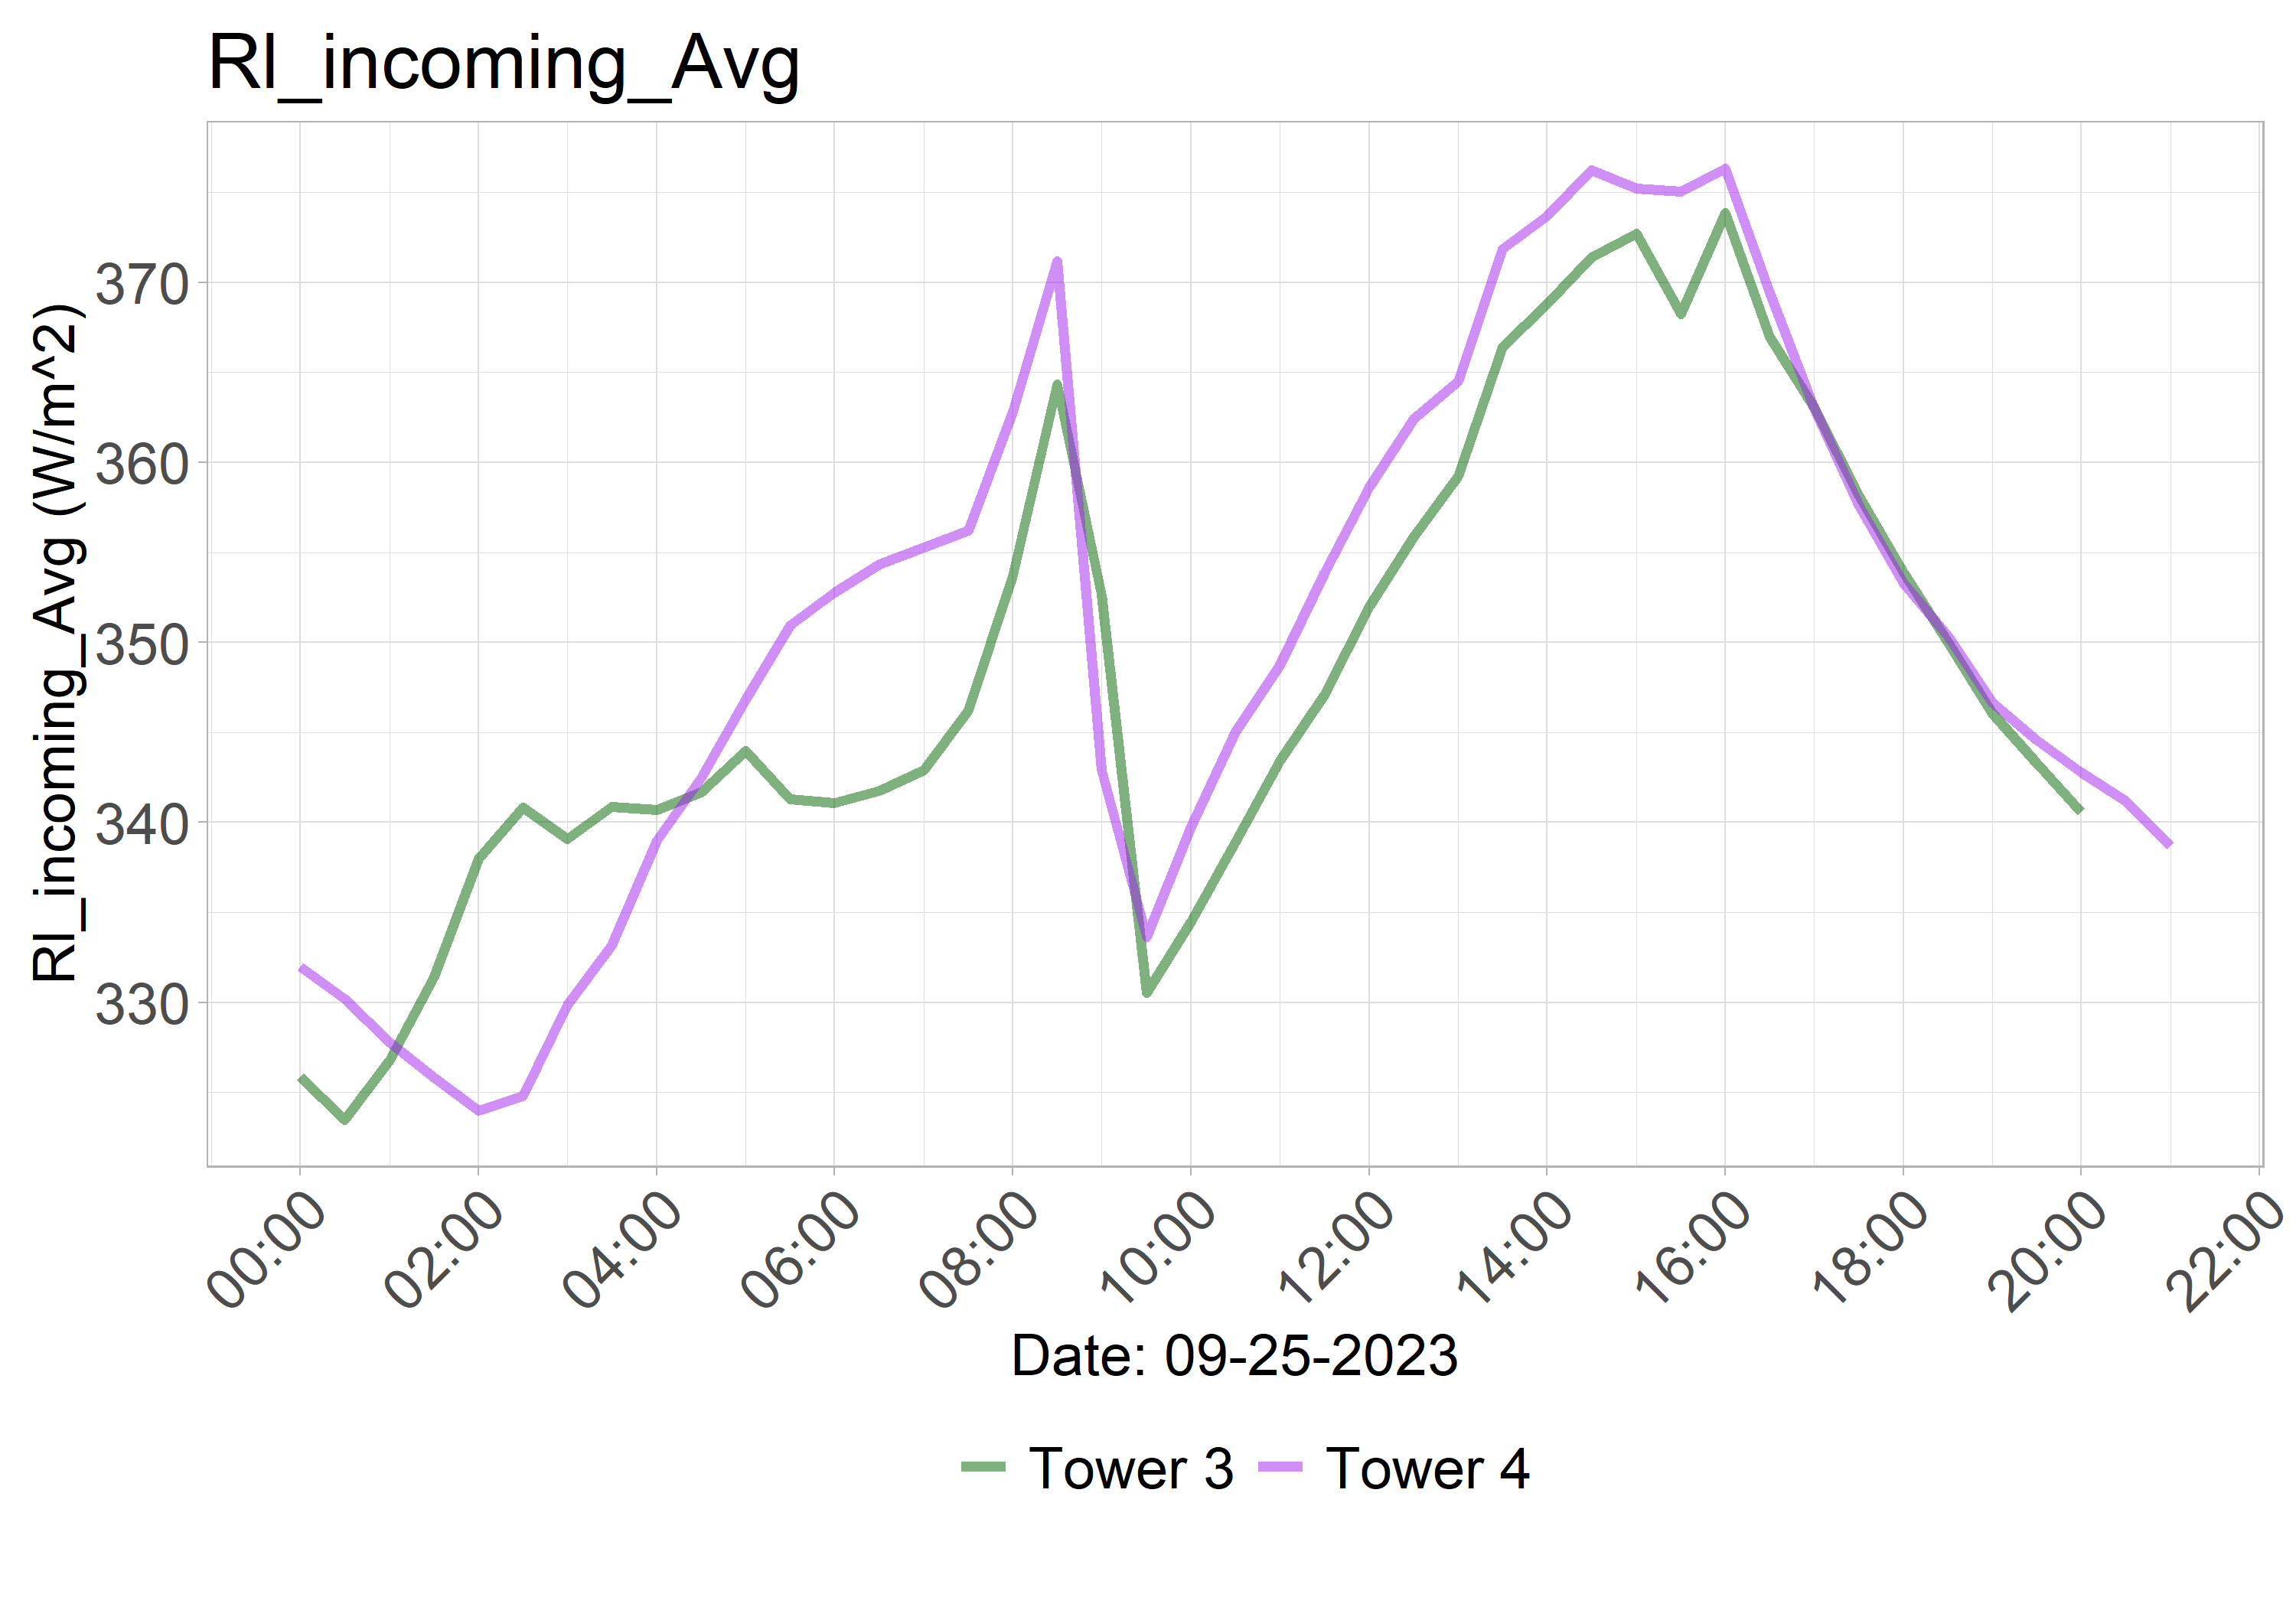 Rl_incoming_Avg
Rl_incoming_Avg (W/m^2)
370
360
350
340
330
00:00 02:00 04:00 06:00 08:00 10:00 12:00 14:00 16:00 18:00 20:00 22:00
Date: 09-25-2023
Tower 3 Tower 4